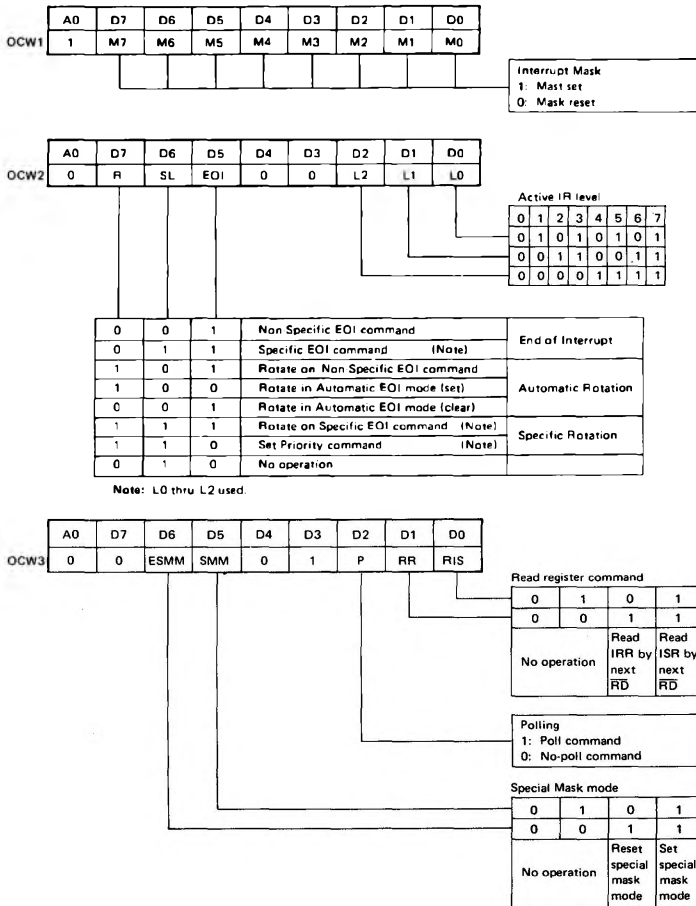 A0 D7 D6 D5 D4 D3 D2 D1 D0
OCW1 1 M7 M6 M5 M4 M3 M2 M1 M0
Interrupt Mask
1: Mast set
0: Mask reset
A0 D7 D6 D5 D4 D3 D2 D1 D0
OCW2 0 R SL EOI 0 0 L2 L1 L0
Active IR level
0 1 2 3 4 5 6 7
0 1 0 1 0 1 0 1
0 0 1 1 0 0 1 1
0 0 0 0 1 1 1 1
0 0 1 Non Specific EOI command End of Interrupt
0 1 1 Specific EOI command (Note)
1 0 1 Rotate on Non Specific EOI command Automatic Rotation
1 0 0 Rotate in Automatic EOI mode (set)
0 0 1 Rotate in Automatic EOI mode (clear)
1 1 1 Rotate on Specific EOI command (Note) Specific Rotation
1 1 0 Set Priority command (Note)
0 1 0 No operation
Note: L0 thru L2 used.
A0 D7 D6 D5 D4 D3 D2 D1 D0
OCW3 0 0 ESMM SMM 0 1 P RR RIS
Read register command
0 1 0 1
0 0 1 1
No operation Read IRR by next RD Read ISR by next RD
Polling
1: Poll command
0: No-poll command
Special Mask mode
0 1 0 1
0 0 1 1
No operation Reset special mask mode Set special mask mode